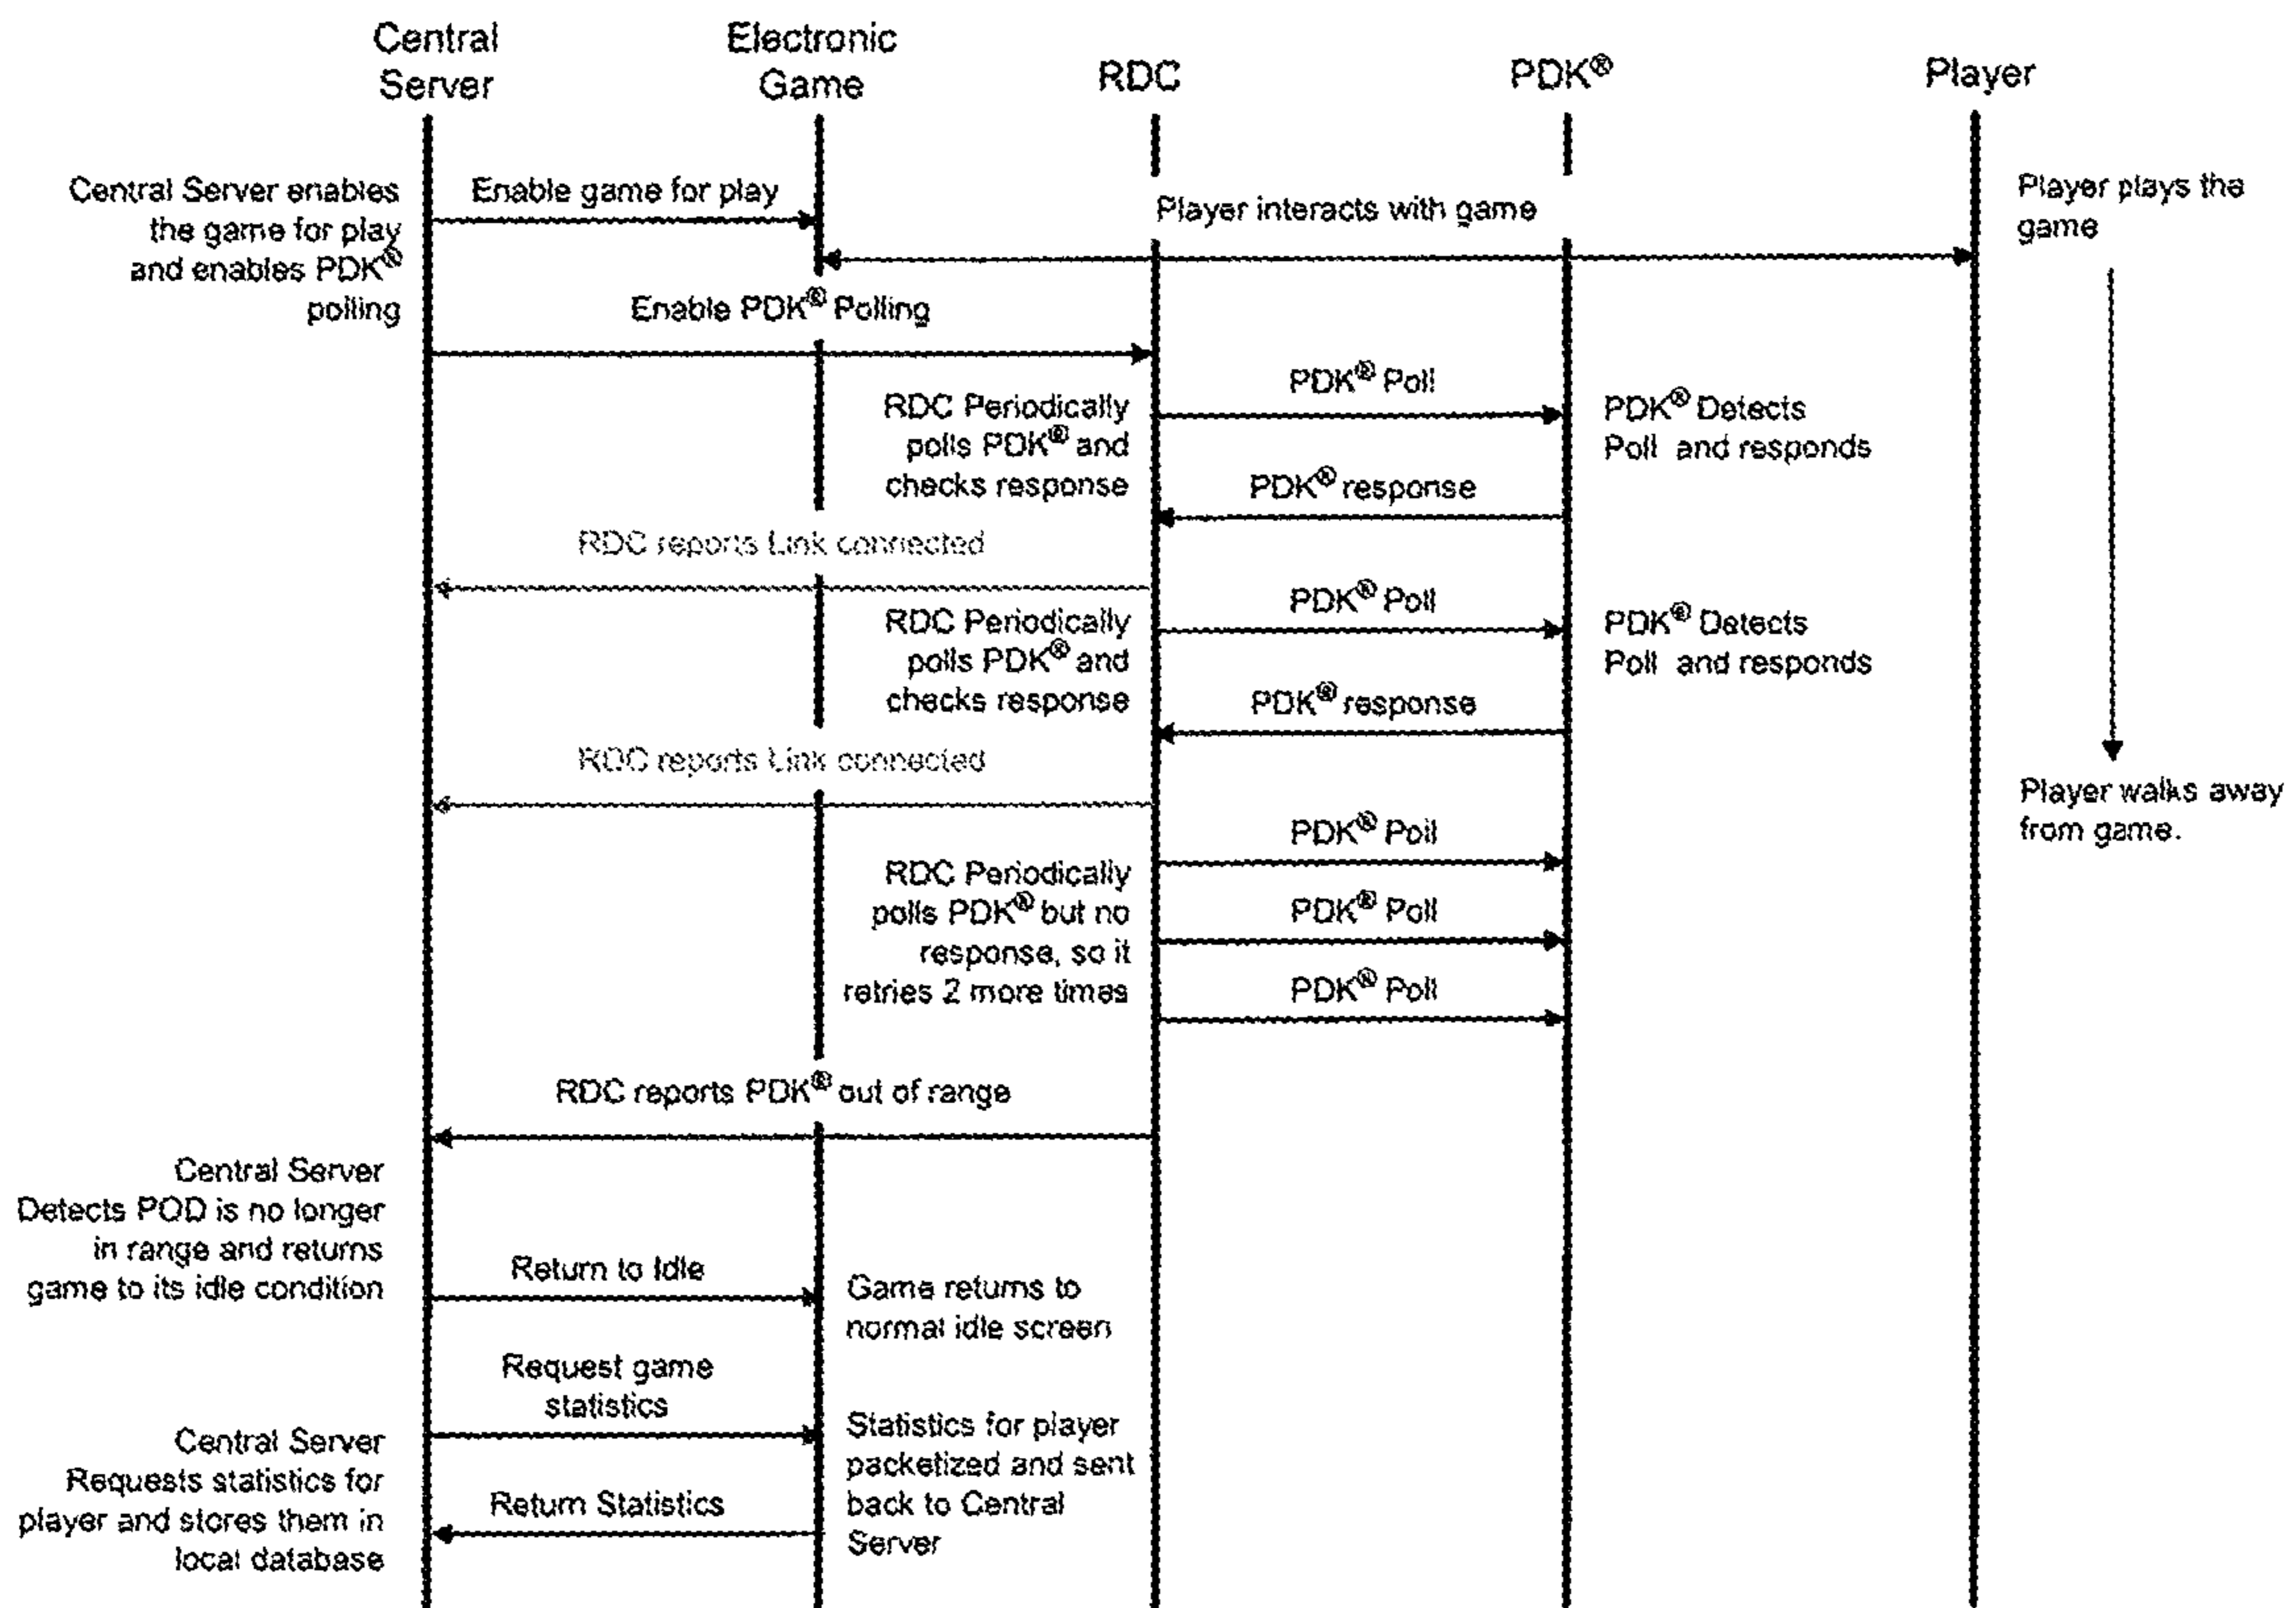 Central
Server
Electronic
Game
RDC
PDK®
Player
Central Server enables
the game for play
and enables PDK®
polling
Enable game for play
Player interacts with game
Player plays the
game
Enable PDK® Polling
RDC Periodically
polls PDK® and
checks response
PDK® Poll
PDK® Detects
Poll and responds
PDK® response
RDC reports Link connected
RDC Periodically
polls PDK® and
checks response
PDK® Poll
PDK® Detects
Poll and responds
PDK® response
RDC reports Link connected
Player walks away
from game.
RDC Periodically
polls PDK® but no
response, so it
retries 2 more times
PDK® Poll
PDK® Poll
PDK® Poll
RDC reports PDK® out of range
Central Server
Detects POD is no longer
in range and returns
game to its idle condition
Return to Idle
Game returns to
normal idle screen
Request game
statistics
Central Server
Requests statistics for
player and stores them in
local database
Return Statistics
Statistics for player
packetized and sent
back to Central
Server